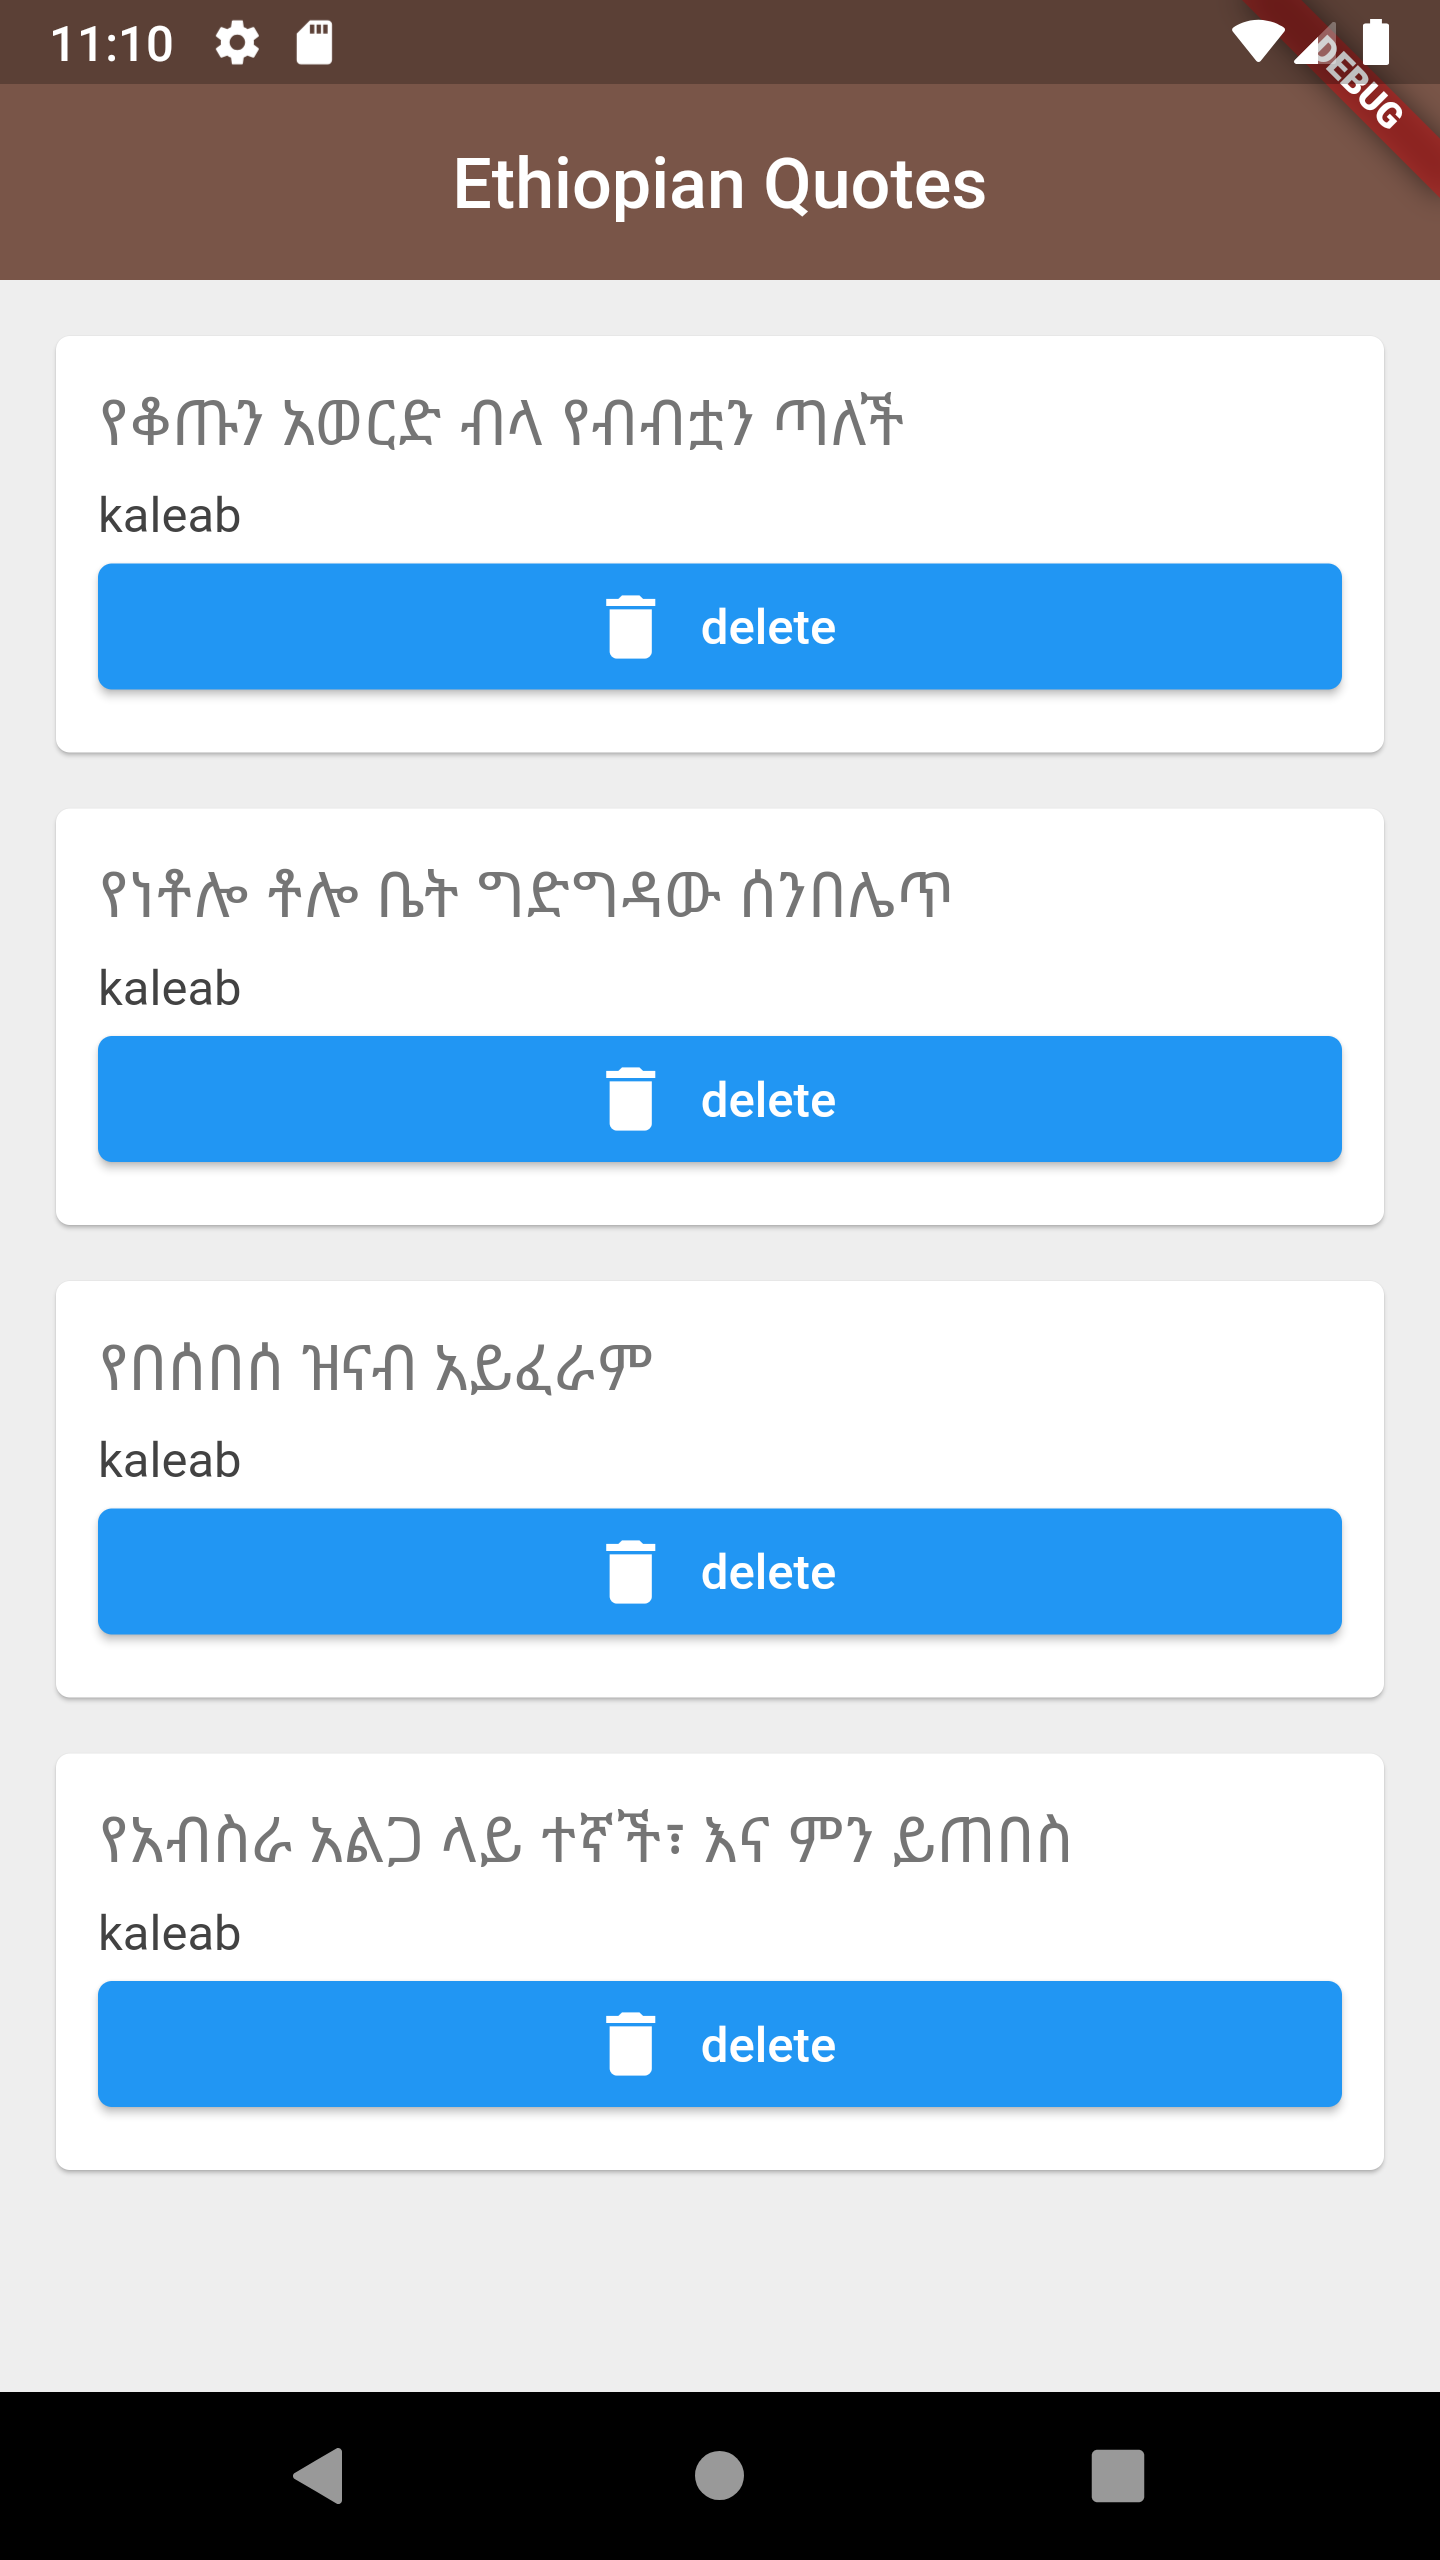 11:10
DEBUG
Ethiopian Quotes
የቆጡን አወርድ ብላ የብብቷን ጣለች
kaleab
delete
የነቶሎ ቶሎ ቤት ግድግዳው ሰንበሌጥ
kaleab
delete
የበሰበሰ ዝናብ አይፈራም
kaleab
delete
የአብስራ አልጋ ላይ ተኛች፣ እና ምን ይጠበስ
kaleab
delete